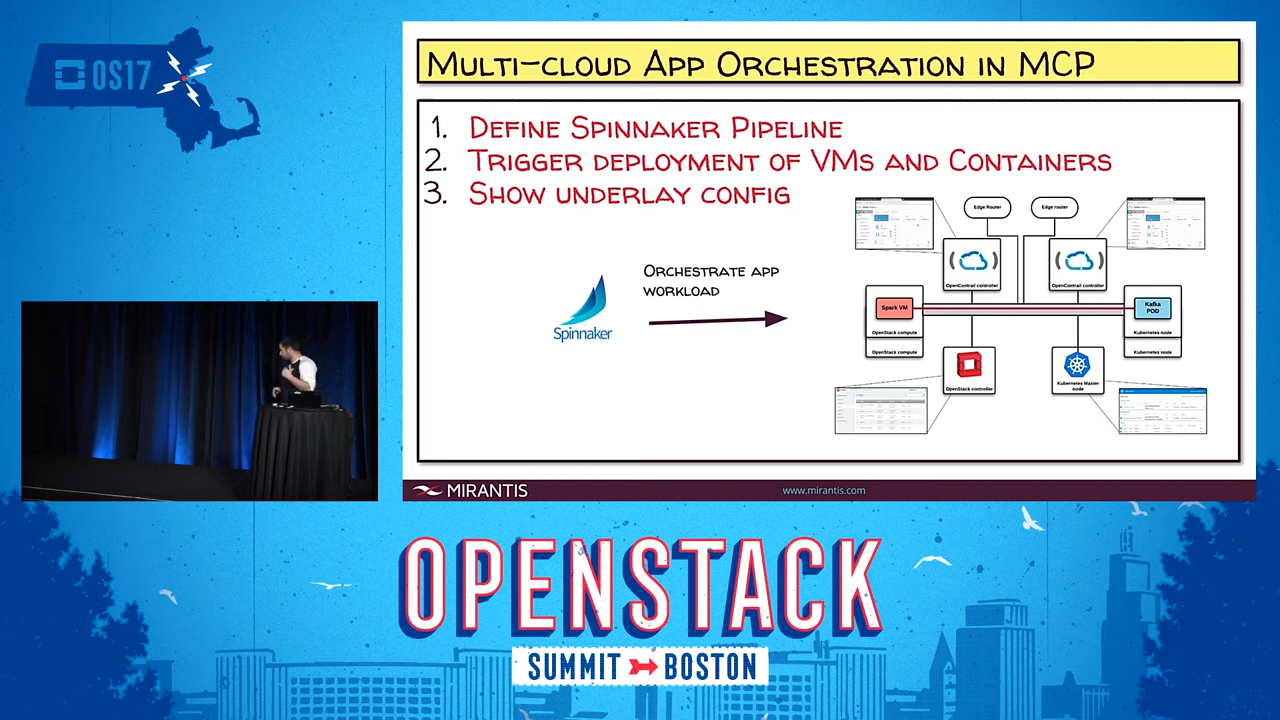 OS17
MULTI-CLOUD APP ORCHESTRATION IN MCP
1. DEFINE SPINNAKER PIPELINE
2. TRIGGER DEPLOYMENT OF VMS AND CONTAINERS
3. SHOW UNDERLAY CONFIG
Edge Router
Edge router
OpenContrail controller
OpenContrail controller
ORCHESTRATE APP
WORKLOAD
Spinnaker
Spark VM
OpenStack compute
OpenStack compute
Kafka
POD
Kubernetes node
Kubernetes node
OpenStack controller
Kubernetes Master
node
MIRANTIS
www.mirantis.com
OPENSTACK
SUMMIT BOSTON